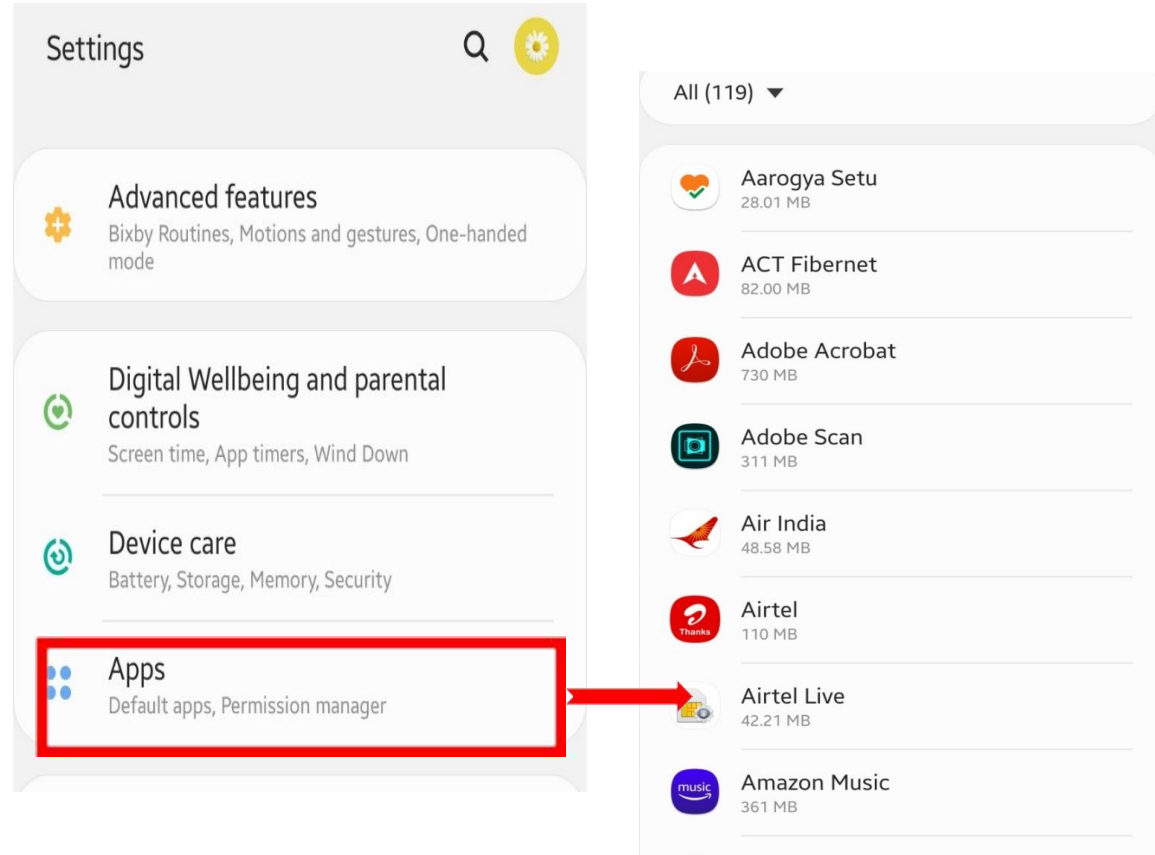 Settings
Advanced features
Bixby Routines, Motions and gestures, One-handed
mode
Digital Wellbeing and parental
controls
Screen time, App timers, Wind Down
Device care
Battery, Storage, Memory, Security
Apps
Default apps, Permission manager
All (119)
Aarogya Setu
28.01 MB
ACT Fibernet
82.00 MB
Adobe Acrobat
730 MB
Adobe Scan
311 MB
Air India
48.58 MB
Thanks
Airtel
110 MB
Airtel Live
42.21 MB
music
Amazon Music
361 MB